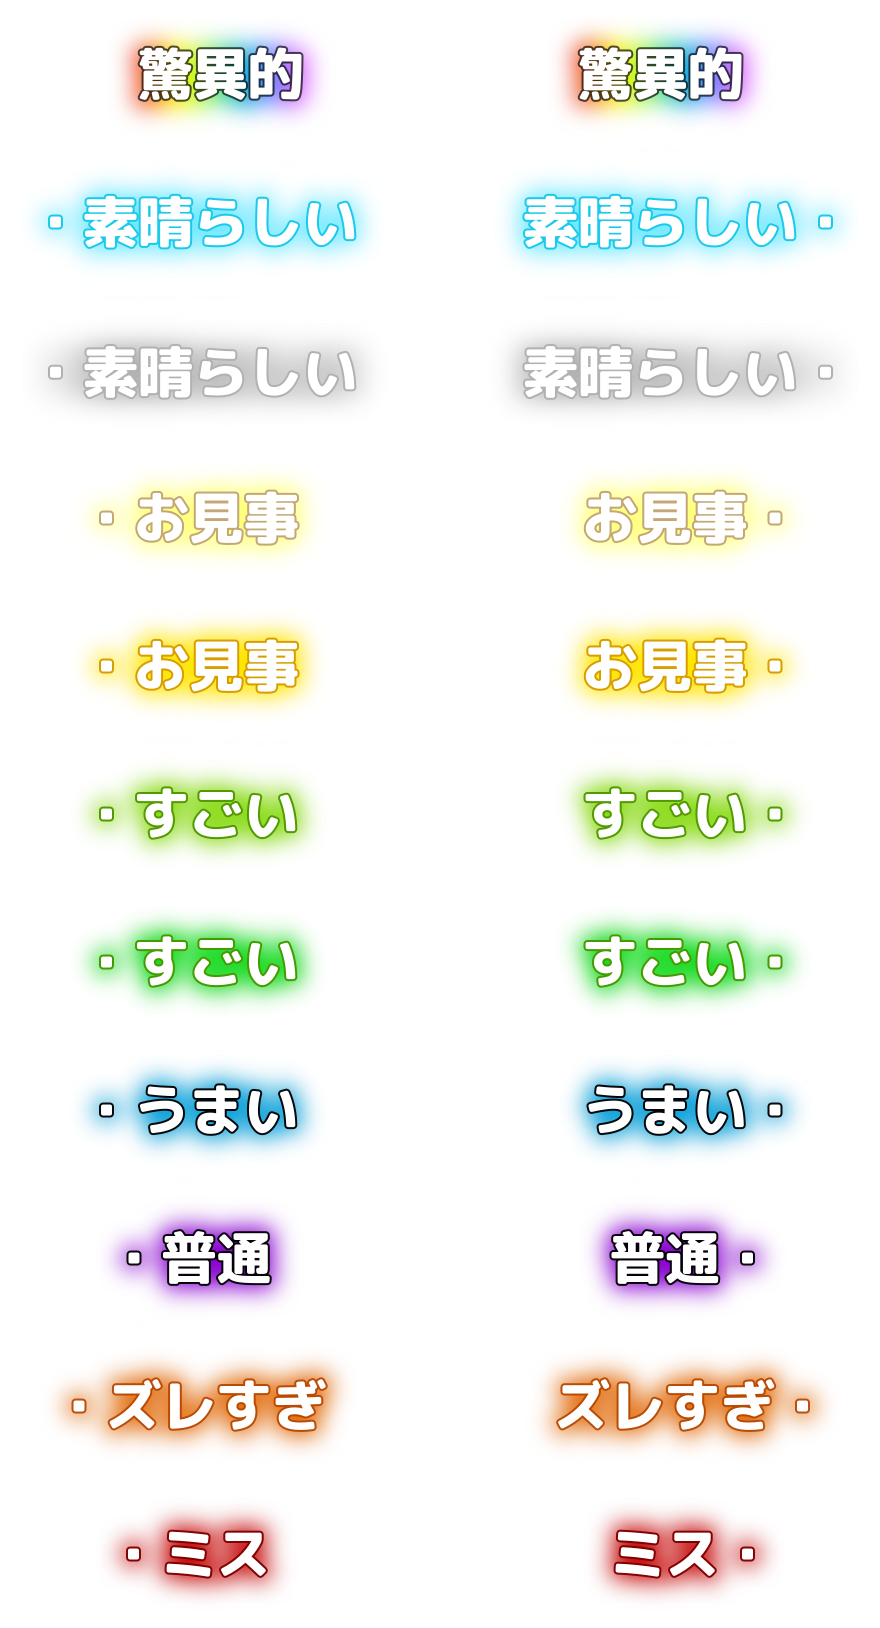 驚異的 驚異的
・素晴らしい 素晴らしい・
・素晴らしい 素晴らしい・
・お見事 お見事・
・お見事 お見事・
・すごい すごい・
・すごい すごい・
・うまい うまい・
・普通 普通・
・ズレすぎ ズレすぎ・
・ミス ミス・